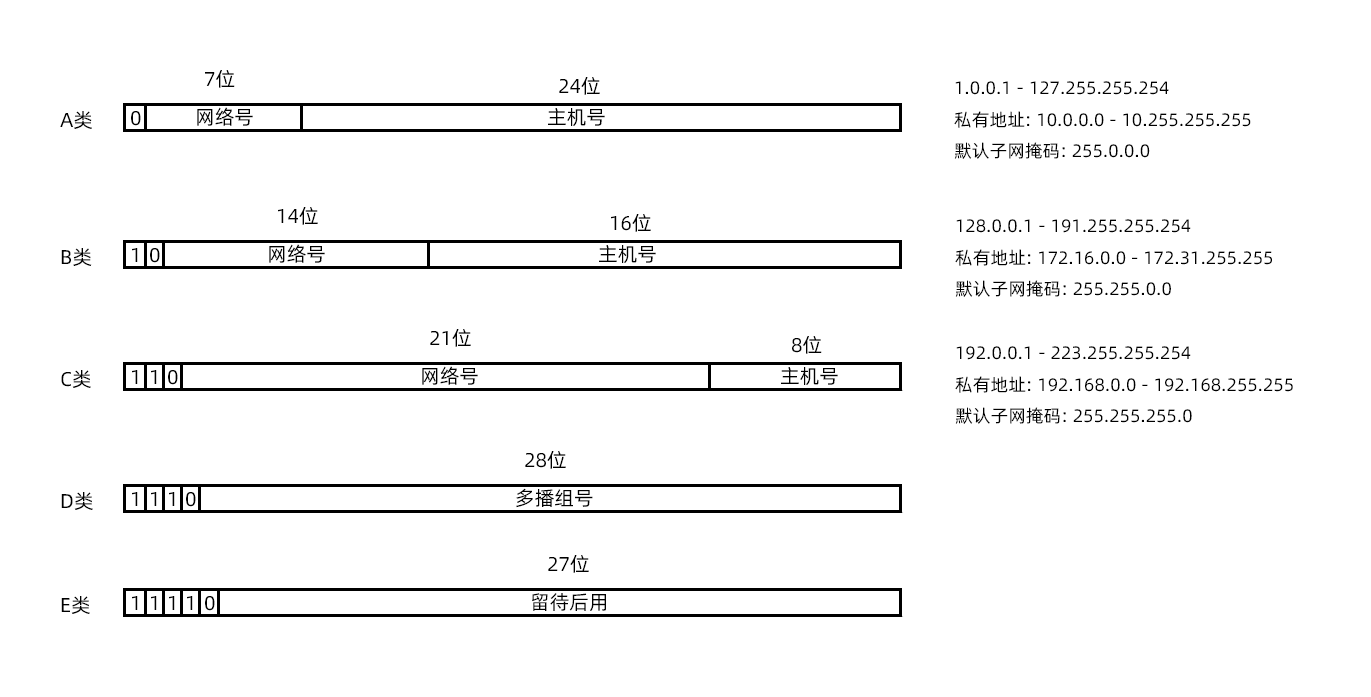 7位
24位
A类 0 网络号 主机号
1.0.0.1 - 127.255.255.254
私有地址: 10.0.0.0 - 10.255.255.255
默认子网掩码: 255.0.0.0
14位
16位
B类 1 0 网络号 主机号
128.0.0.1 - 191.255.255.254
私有地址: 172.16.0.0 - 172.31.255.255
默认子网掩码: 255.255.0.0
21位
8位
C类 1 1 0 网络号 主机号
192.0.0.1 - 223.255.255.254
私有地址: 192.168.0.0 - 192.168.255.255
默认子网掩码: 255.255.255.0
28位
D类 1 1 1 0 多播组号
27位
E类 1 1 1 1 0 留待后用